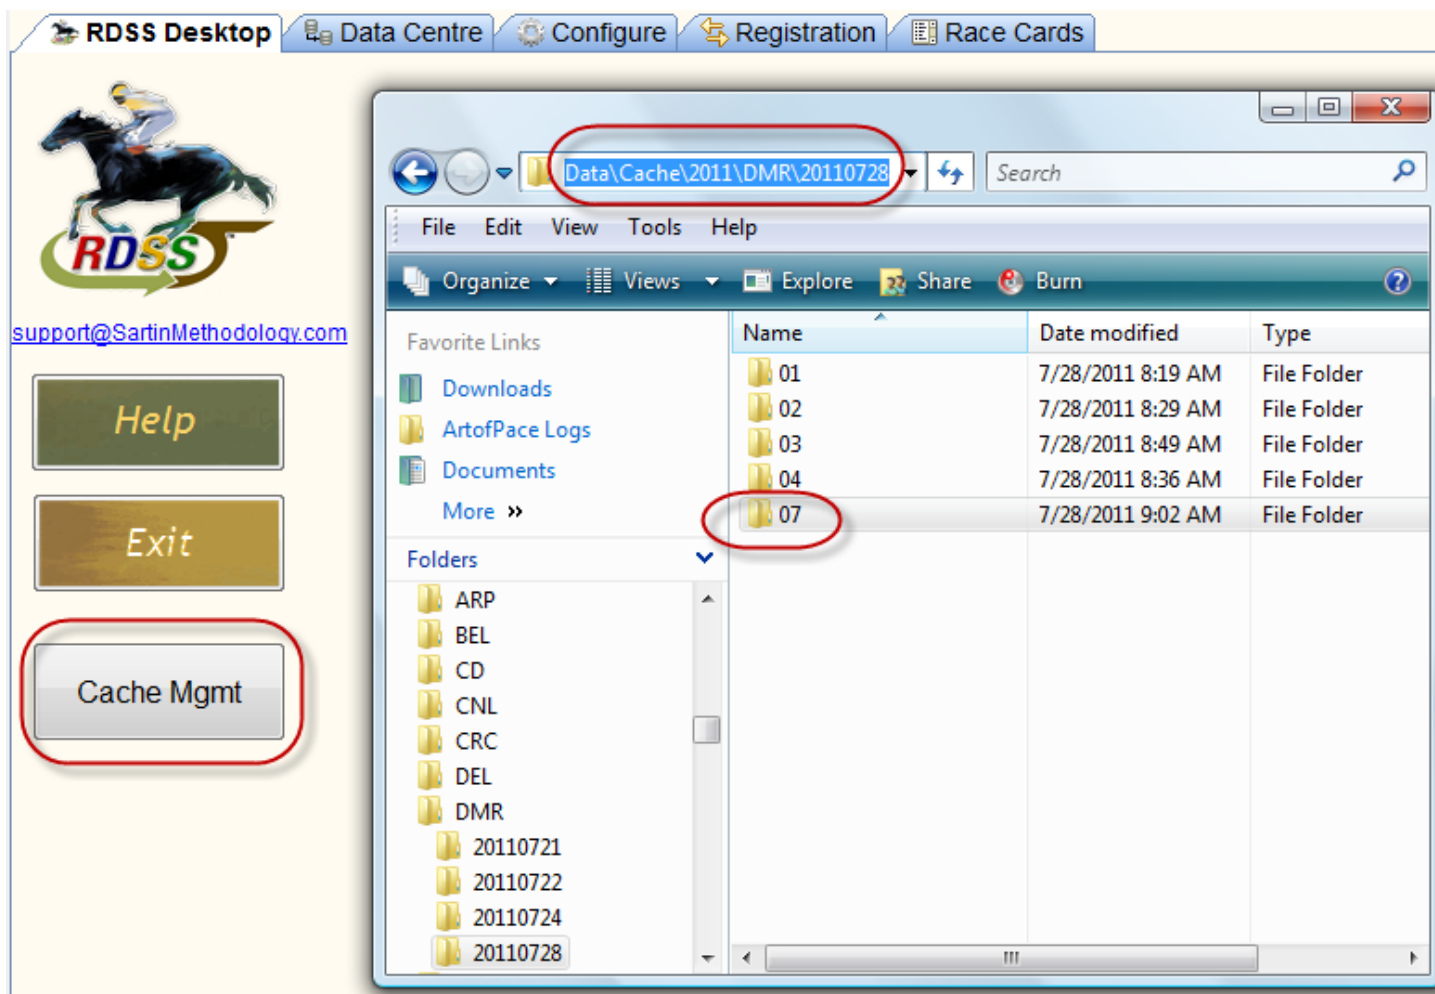 RDSS Desktop Data Centre Configure Registration Race Cards
RDSS
support@SartinMethodology.com
Help
Exit
Cache Mgmt
Data\Cache\2011\DMR\20110728 Search
File Edit View Tools Help
Organize Views Explore Share Burn
Favorite Links
Downloads
ArtofPace Logs
Documents
More »
Folders
ARP
BEL
CD
CNL
CRC
DEL
DMR
20110721
20110722
20110724
20110728
Name Date modified Type
01 7/28/2011 8:19 AM File Folder
02 7/28/2011 8:29 AM File Folder
03 7/28/2011 8:49 AM File Folder
04 7/28/2011 8:36 AM File Folder
07 7/28/2011 9:02 AM File Folder